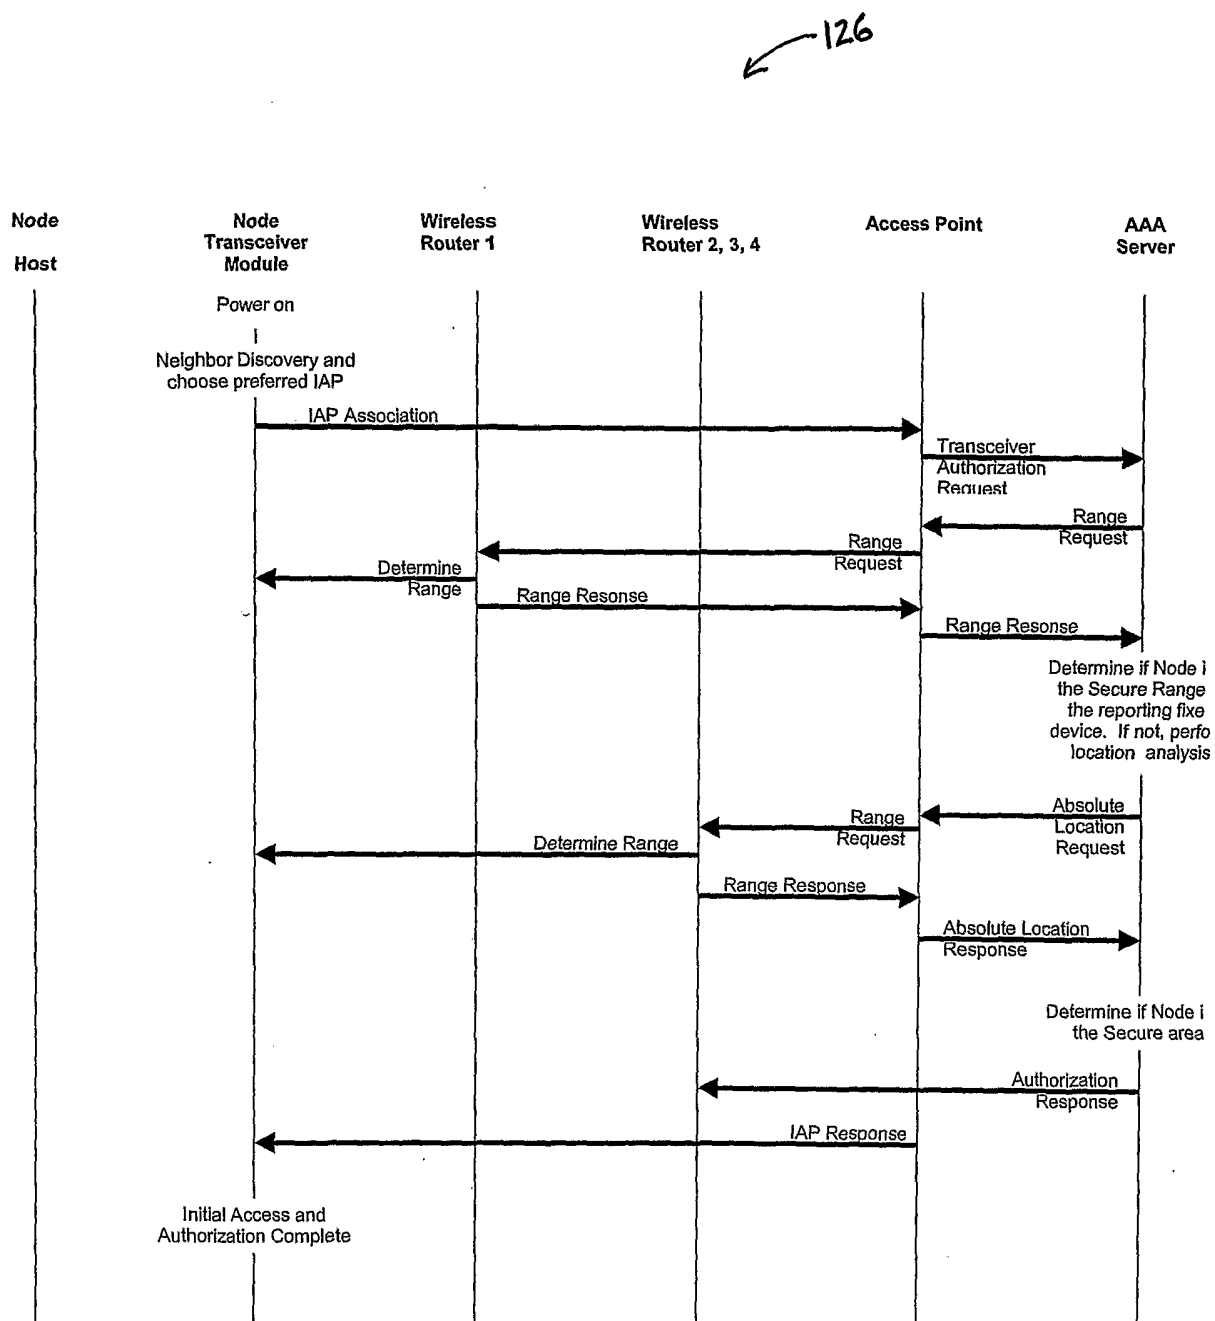 126
Node
Host
Node
Transceiver
Module
Wireless
Router 1
Wireless
Router 2, 3, 4
Access Point
AAA
Server
Power on
Neighbor Discovery and
choose preferred IAP
IAP Association
Transceiver
Authorization
Request
Range
Request
Range
Request
Determine
Range
Range Resonse
Range Resonse
Determine if Node i
the Secure Range
the reporting fixe
device. If not, perfo
location analysis
Absolute
Location
Request
Range
Request
Determine Range
Range Response
Absolute Location
Response
Determine if Node i
the Secure area
Authorization
Response
IAP Response
Initial Access and
Authorization Complete